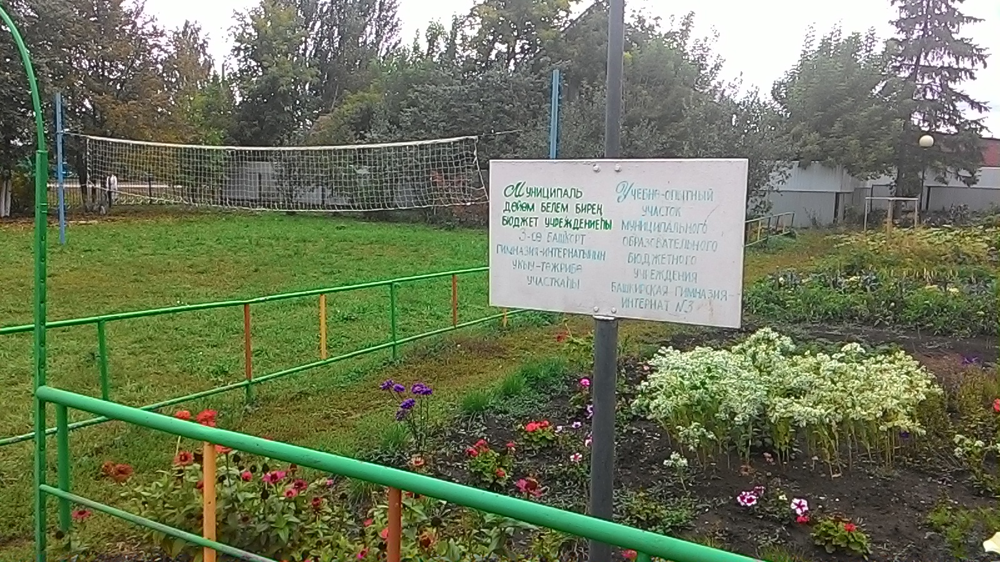 Муниципаль
дөйөм белем биреү
бюджет учреждениеһы
3-сө башҡорт
гимназия-интернатының
уҡыу-тәжрибә
участкаһы
Учебно-опытный
участок
муниципального
образовательного
бюджетного
учреждения
Башкирская гимназия-
интернат №3